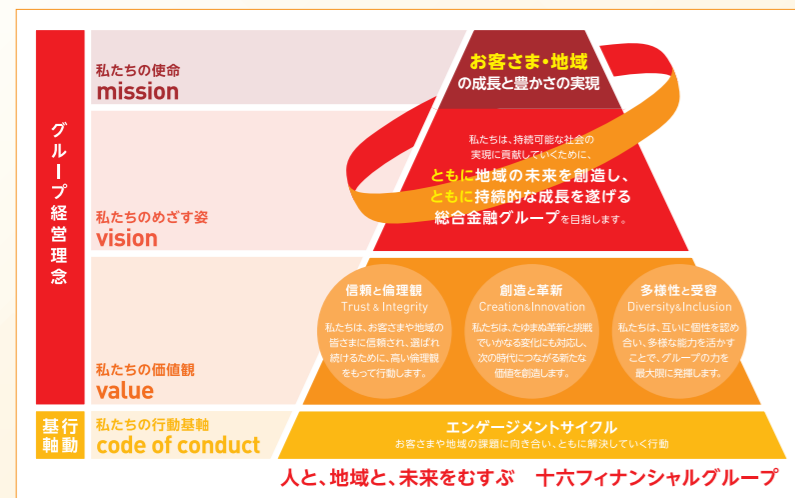 グループ経営理念
私たちの使命
mission
お客さま・地域
の成長と豊かさの実現
私たちのめざす姿
vision
私たちは、持続可能な社会の
実現に貢献していくために、
ともに地域の未来を創造し、
ともに持続的な成長を遂げる
総合金融グループを目指します。
私たちの価値観
value
信頼と倫理観
Trust & Integrity
私たちは、お客さまや地域の
皆さまに信頼され、選ばれ
続けるために、高い倫理観
をもって行動します。
創造と革新
Creation&Innovation
私たちは、たゆまぬ革新と挑戦
でいかなる変化にも対応し、
次の時代につながる新たな
価値を創造します。
多様性と受容
Diversity&Inclusion
私たちは、互いに個性を認め
合い、多様な能力を活かす
ことで、グループの力を
最大限に発揮します。
行動基軸
私たちの行動基軸
code of conduct
エンゲージメントサイクル
お客さまや地域の課題に向き合い、ともに解決していく行動
人と、地域と、未来をむすぶ　十六フィナンシャルグループ